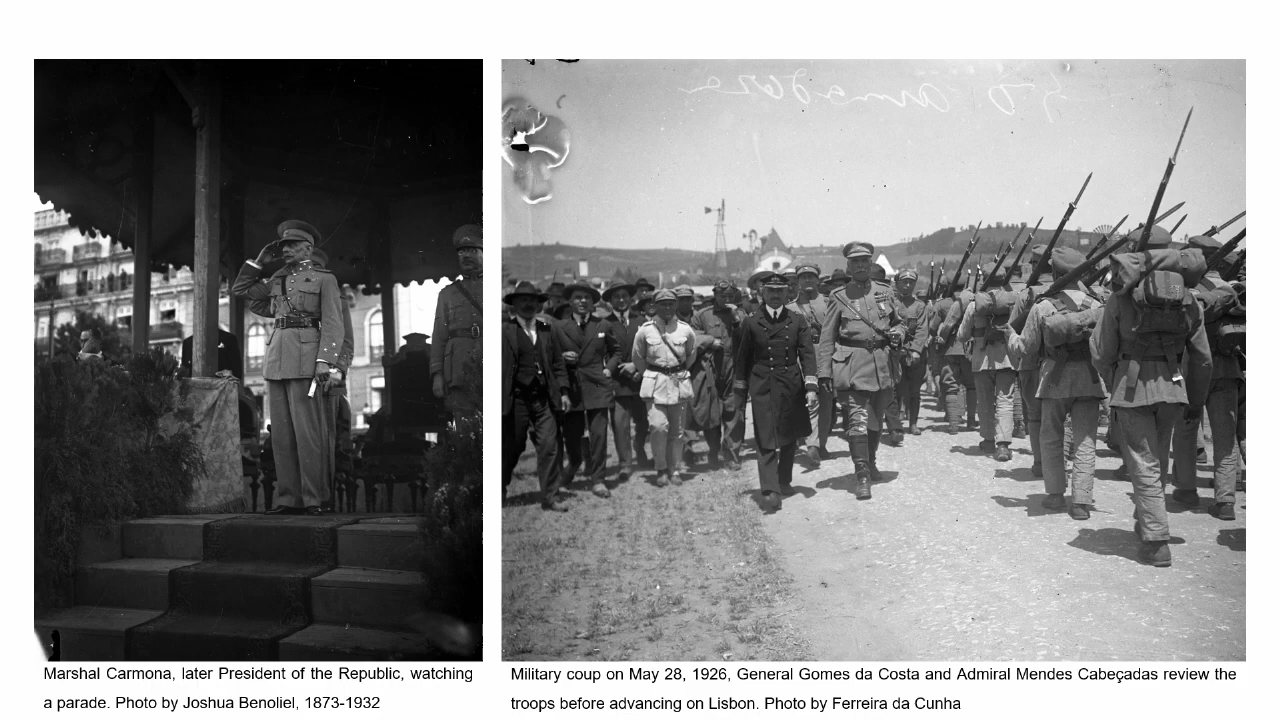 Marshal Carmona, later President of the Republic, watching
a parade. Photo by Joshua Benoliel, 1873-1932
Military coup on May 28, 1926, General Gomes da Costa and Admiral Mendes Cabeçadas review the
troops before advancing on Lisbon. Photo by Ferreira da Cunha